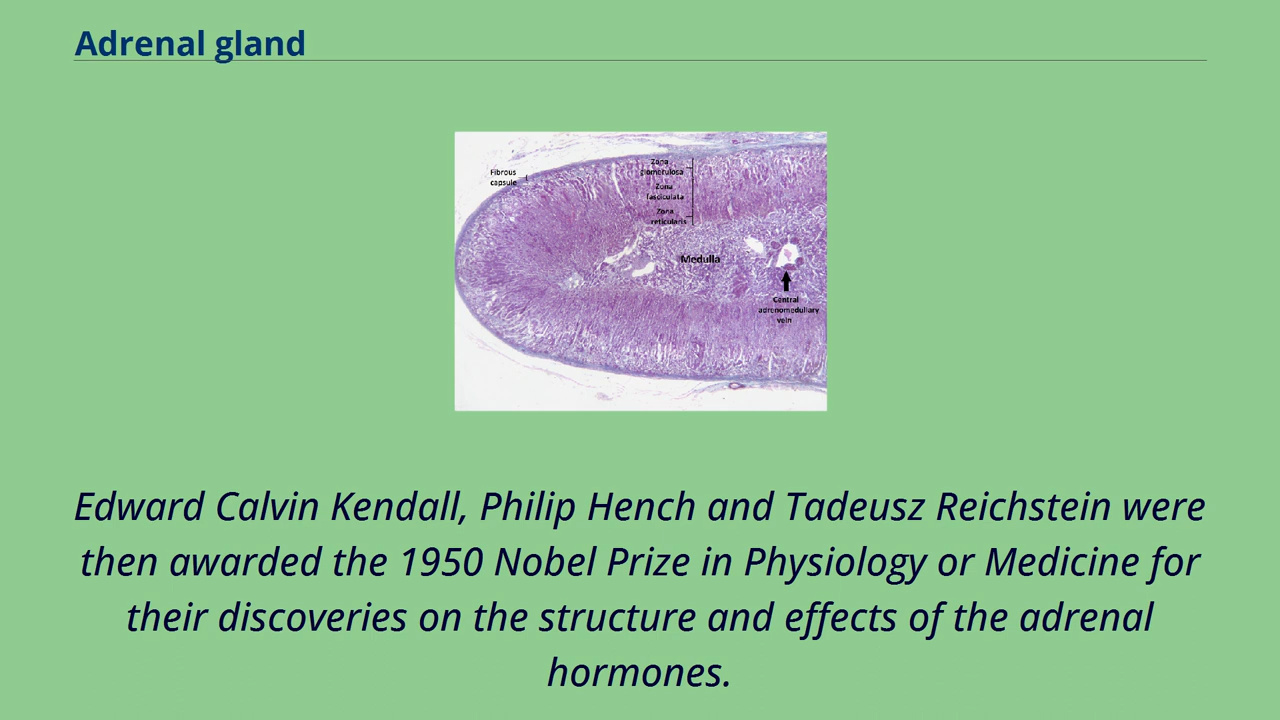 Adrenal gland
Fibrous
capsule
Zona
glomerulosa
Zona
fasciculata
Zona
reticularis
Medulla
Central
adrenomedullary
vein
Edward Calvin Kendall, Philip Hench and Tadeusz Reichstein were
then awarded the 1950 Nobel Prize in Physiology or Medicine for
their discoveries on the structure and effects of the adrenal
hormones.